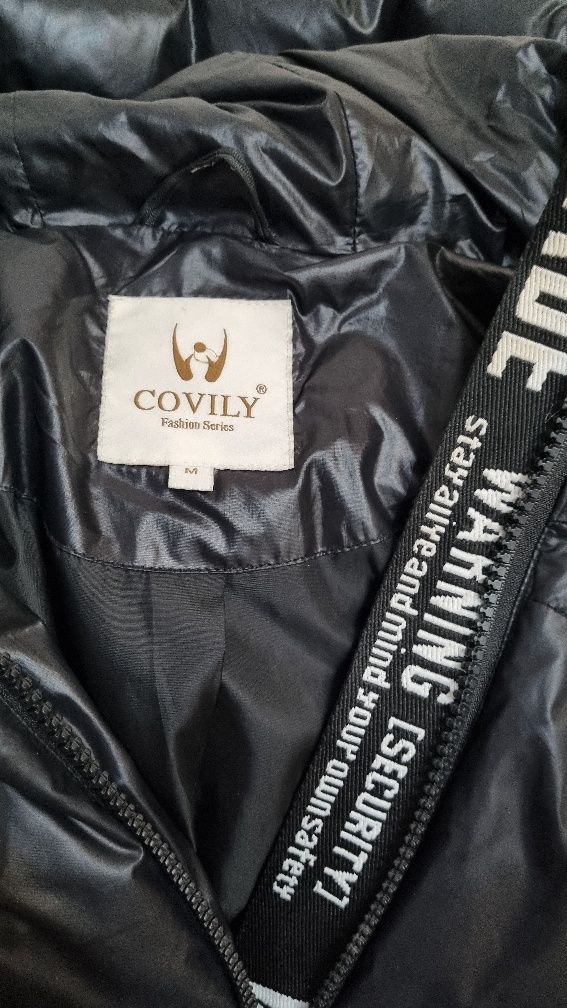 COVILY®
Fashion Series
M
WARNING [SECURITY]
Stay alive and mind your own safety